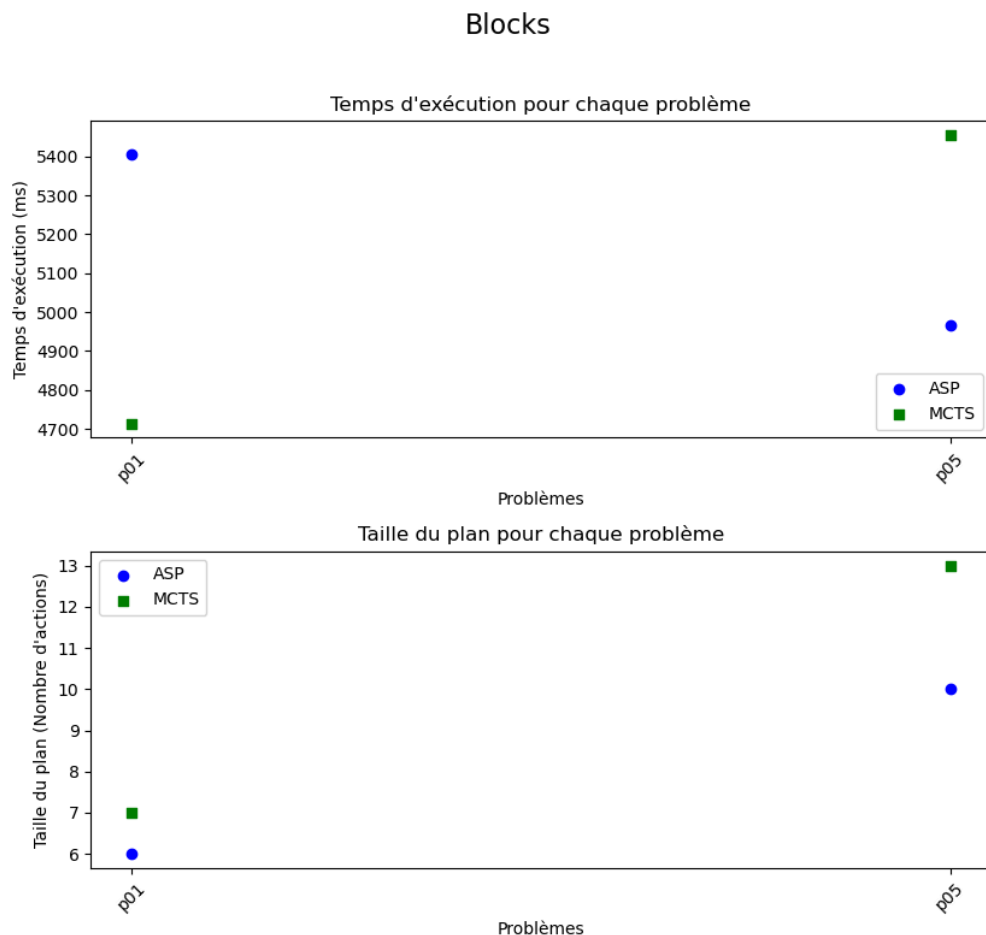 Blocks
Temps d'exécution pour chaque problème
Temps d'exécution (ms)
5400
5300
5200
5100
5000
4900
4800
4700
ASP
MCTS
p01
p05
Problèmes
Taille du plan pour chaque problème
Taille du plan (Nombre d'actions)
13
12
11
10
9
8
7
6
ASP
MCTS
p01
p05
Problèmes